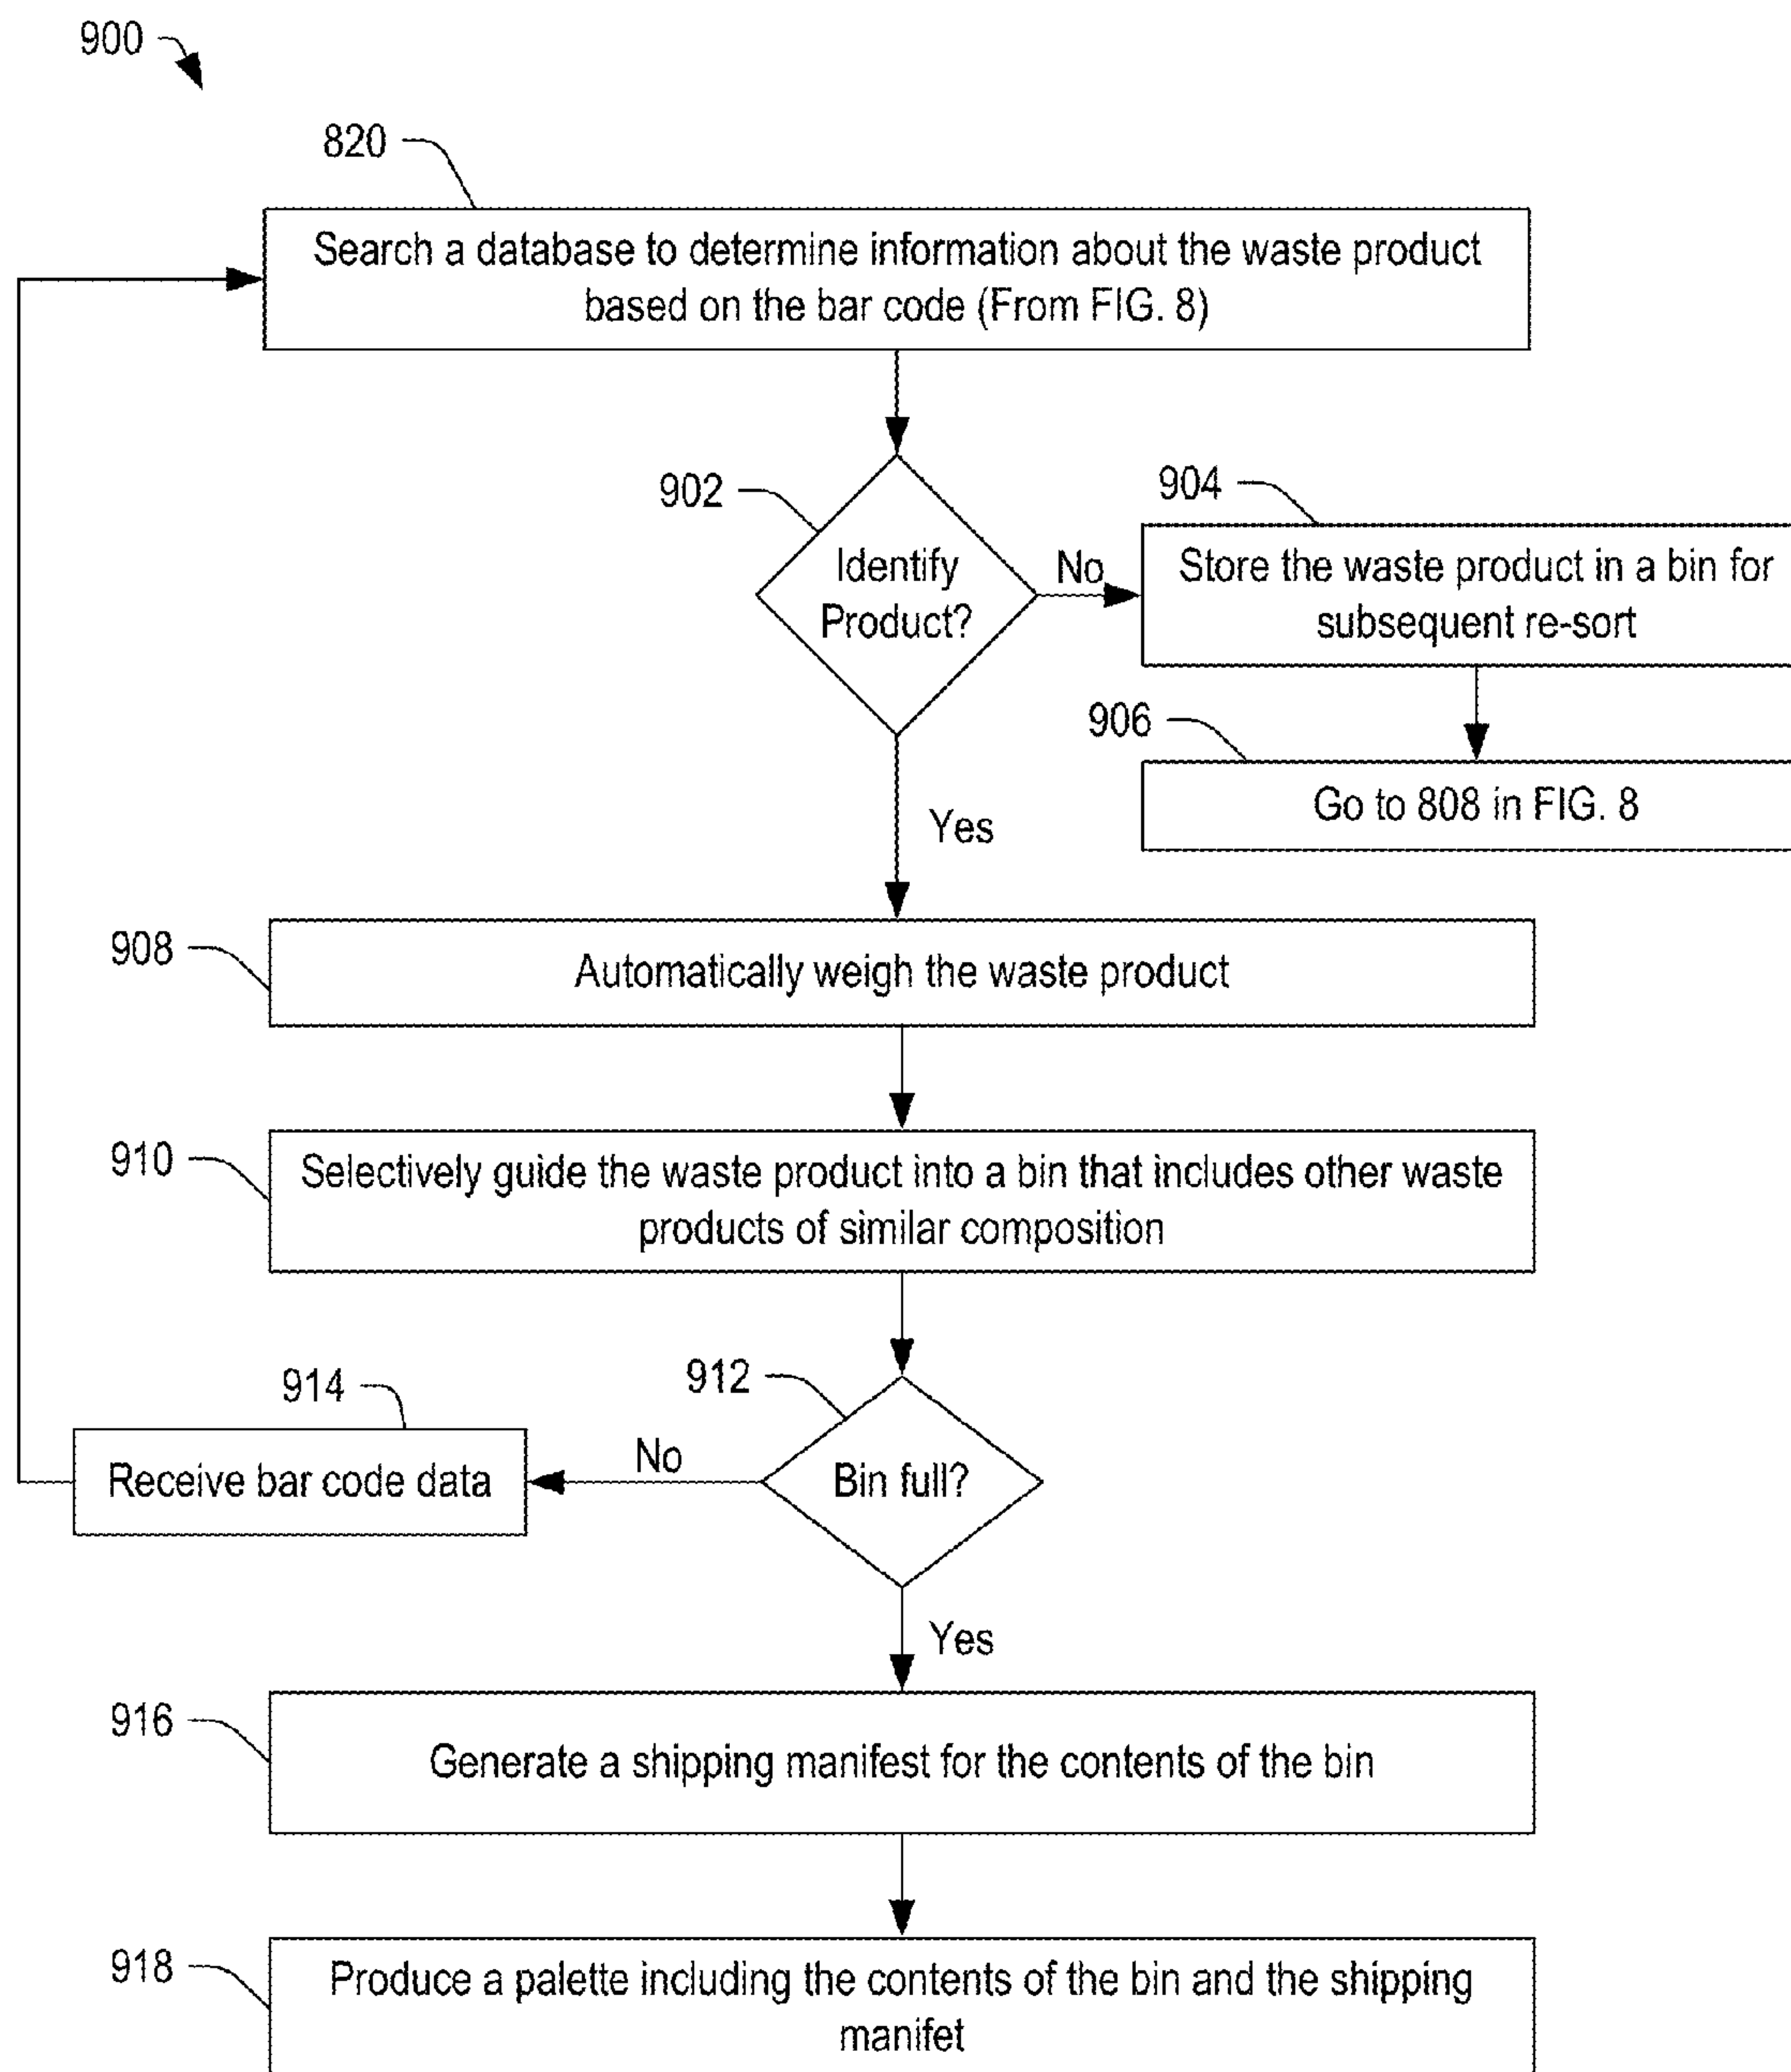 900
820
Search a database to determine information about the waste product
based on the bar code (From FIG. 8)
902
Identify
Product?
No
904
Store the waste product in a bin for
subsequent re-sort
906
Go to 808 in FIG. 8
Yes
908
Automatically weigh the waste product
910
Selectively guide the waste product into a bin that includes other waste
products of similar composition
912
Bin full?
No
914
Receive bar code data
Yes
916
Generate a shipping manifest for the contents of the bin
918
Produce a palette including the contents of the bin and the shipping
manifet